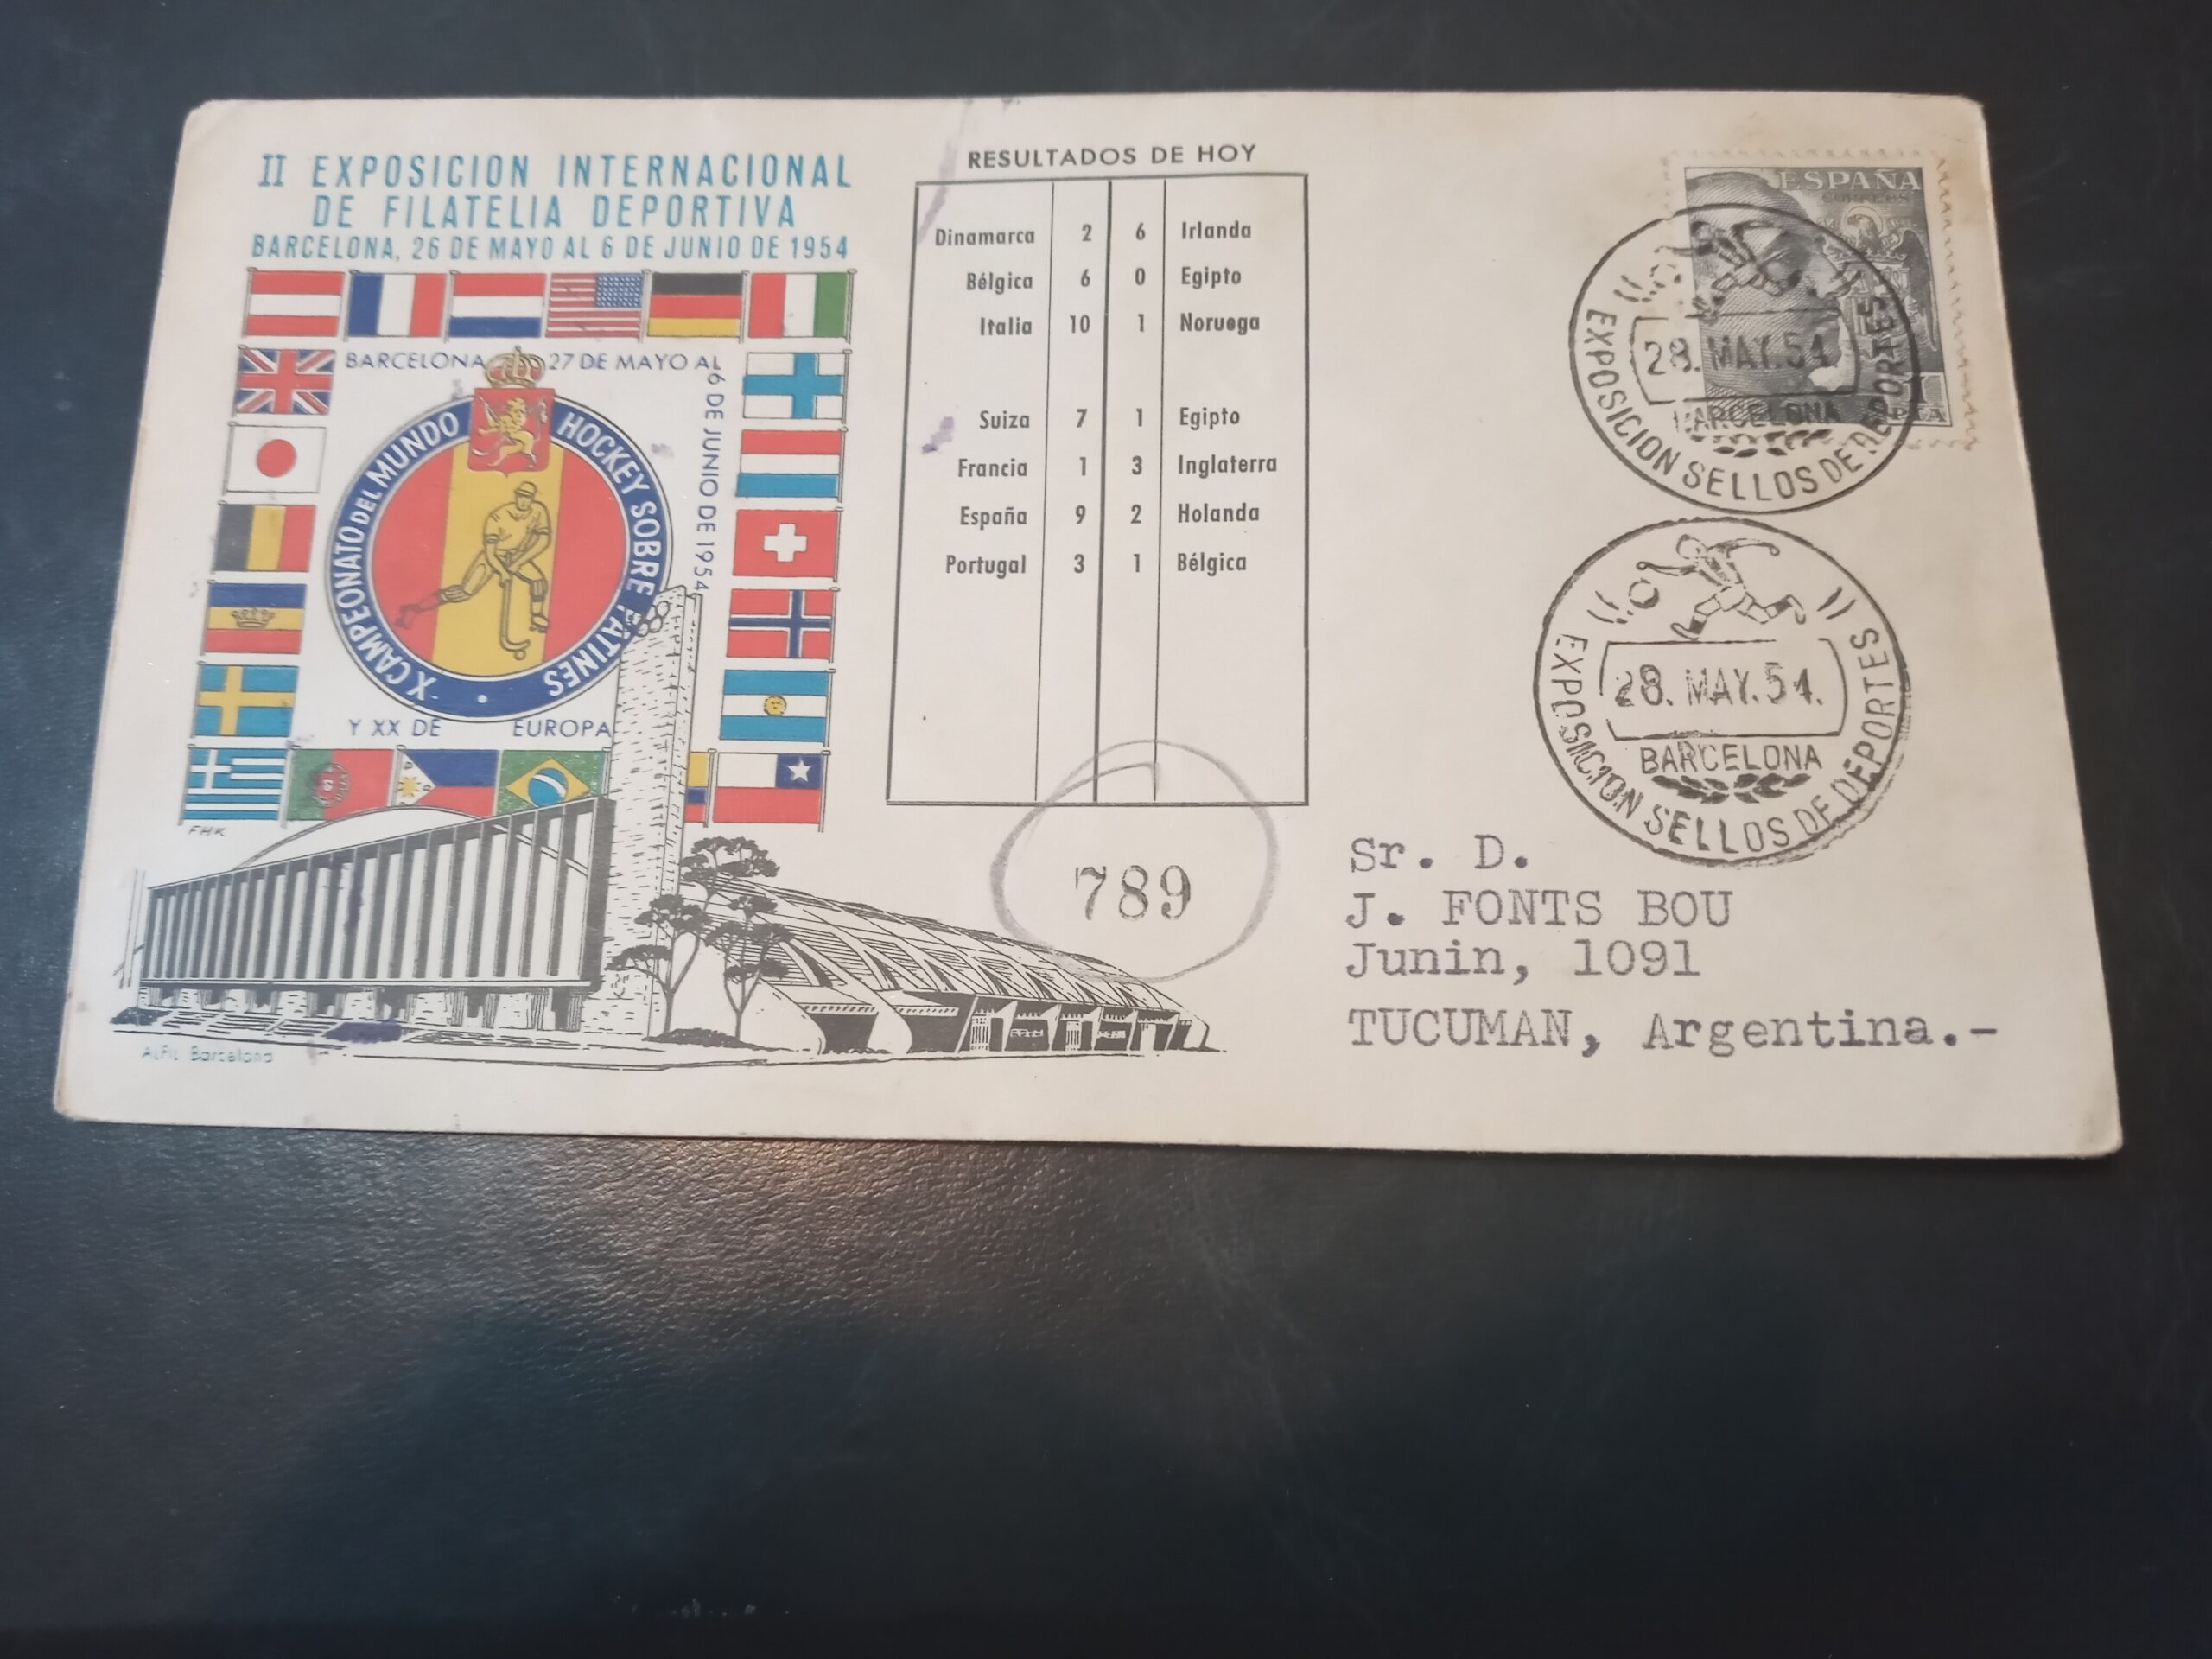 II EXPOSICION INTERNACIONAL
DE FILATELIA DEPORTIVA
BARCELONA, 26 DE MAYO AL 6 DE JUNIO DE 1954
BARCELONA 27 DE MAYO AL
6 DE JUNIO DE 1954
X CAMPEONATO DEL MUNDO HOCKEY SOBRE PATINES
Y XX DE EUROPA
FHK
ALFIL Barcelona
RESULTADOS DE HOY
Dinamarca 2 6 Irlanda
Bélgica 6 0 Egipto
Italia 10 1 Noruega
Suiza 7 1 Egipto
Francia 1 3 Inglaterra
España 9 2 Holanda
Portugal 3 1 Bélgica
789
ESPAÑA
CORREOS
1 PTA
28. MAY. 54
BARCELONA
EXPOSICION SELLOS DE DEPORTES
28. MAY. 54.
BARCELONA
EXPOSICION SELLOS DE DEPORTES
Sr. D.
J. FONTS BOU
Junin, 1091
TUCUMAN, Argentina.-